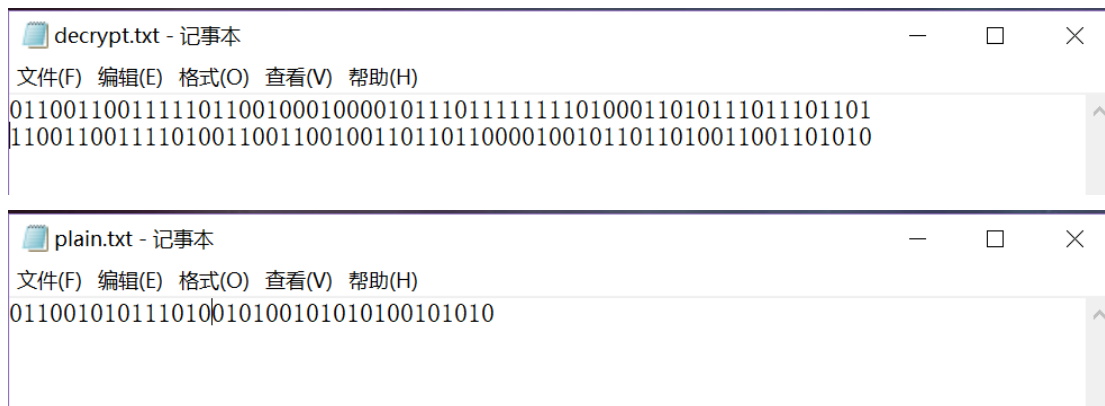 decrypt.txt - 记事本
文件(F) 编辑(E) 格式(O) 查看(V) 帮助(H)
0110011001111101100100010000101110111111110100011010111011101101
1100110011110100110011001001101101100001001011011010011001101010
plain.txt - 记事本
文件(F) 编辑(E) 格式(O) 查看(V) 帮助(H)
011001010111010010100101010100101010